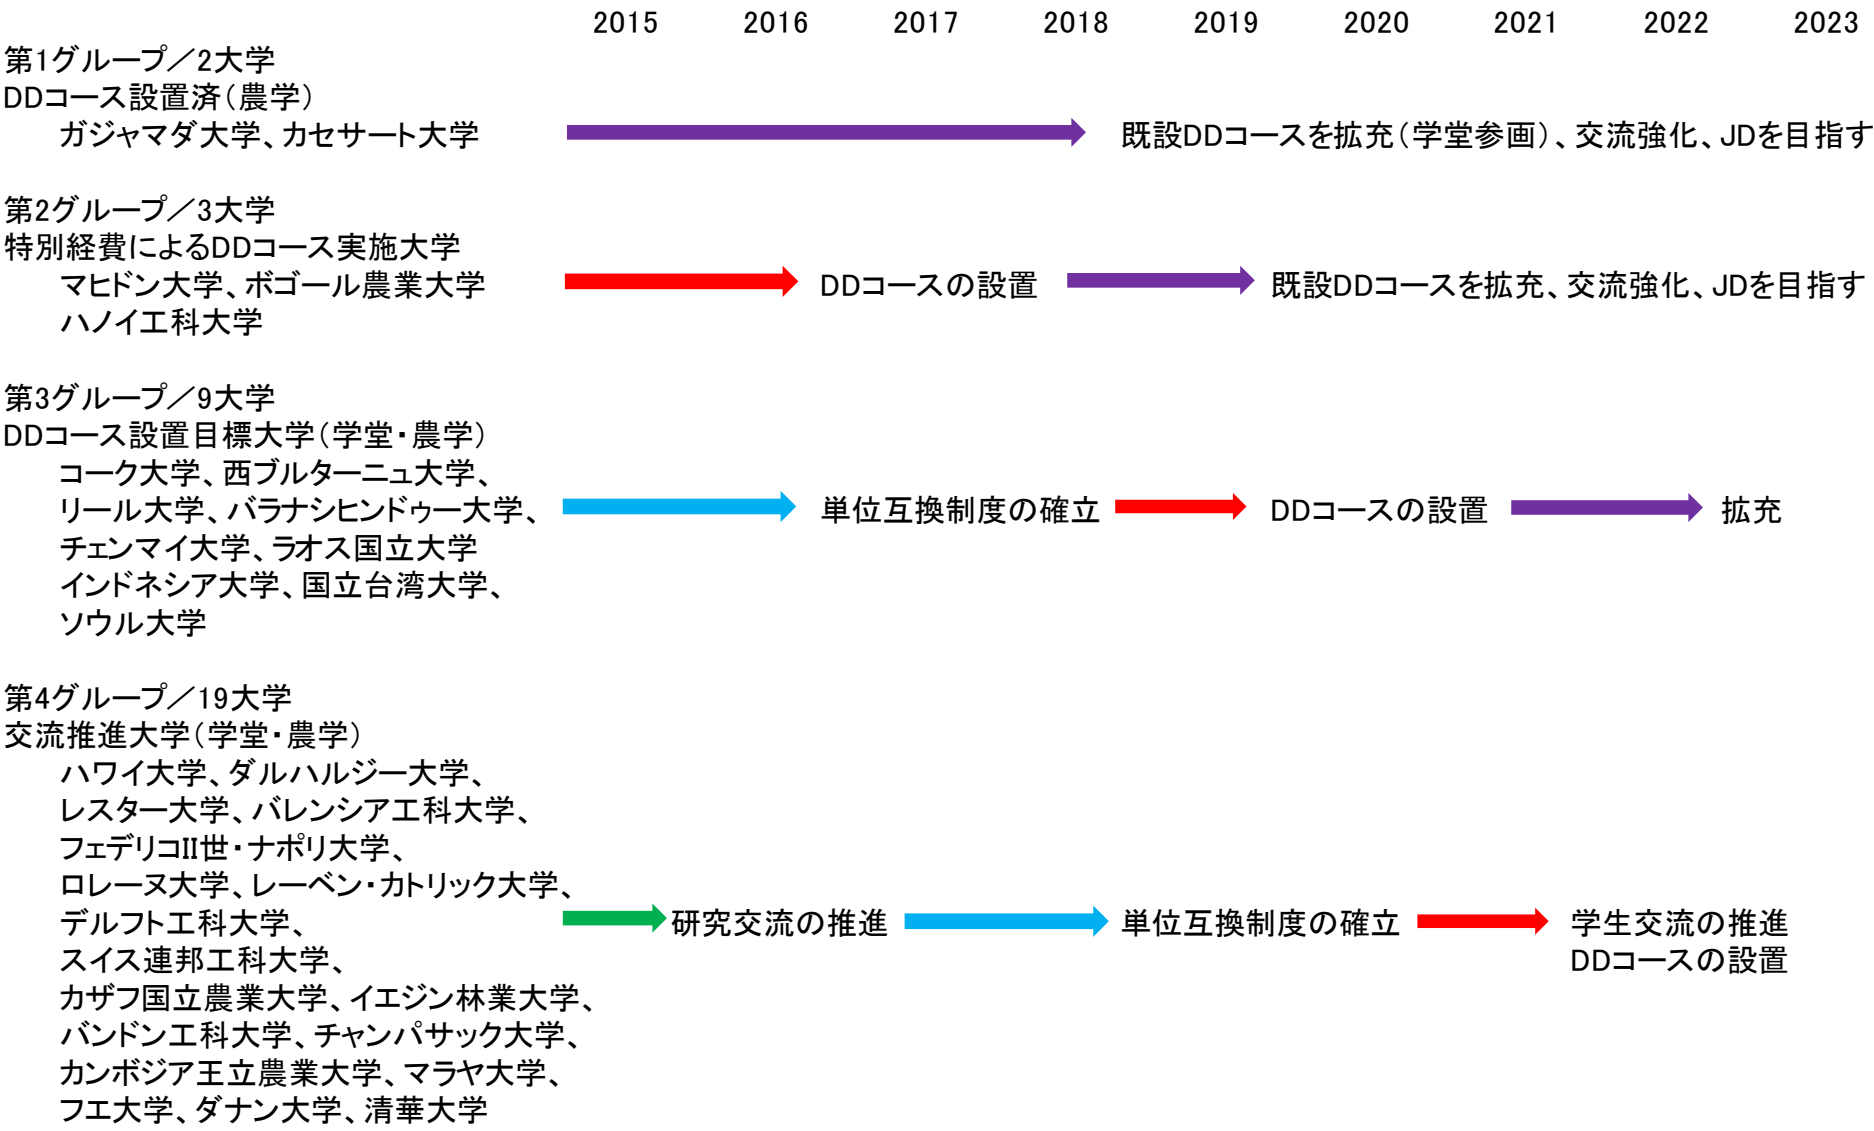 2015 2016 2017 2018 2019 2020 2021 2022 2023
第1グループ／2大学
DDコース設置済（農学）
ガジャマダ大学、カセサート大学 既設DDコースを拡充（学堂参画）、交流強化、JDを目指す
第2グループ／3大学
特別経費によるDDコース実施大学
マヒドン大学、ボゴール農業大学 DDコースの設置 既設DDコースを拡充、交流強化、JDを目指す
ハノイ工科大学
第3グループ／9大学
DDコース設置目標大学（学堂・農学）
コーク大学、西ブルターニュ大学、
リール大学、バラナシヒンドゥー大学、 単位互換制度の確立 DDコースの設置 拡充
チェンマイ大学、ラオス国立大学
インドネシア大学、国立台湾大学、
ソウル大学
第4グループ／19大学
交流推進大学（学堂・農学）
ハワイ大学、ダルハルジー大学、
レスター大学、バレンシア工科大学、
フェデリコII世・ナポリ大学、
ロレーヌ大学、レーベン・カトリック大学、
デルフト工科大学、 研究交流の推進 単位互換制度の確立 学生交流の推進
スイス連邦工科大学、 DDコースの設置
カザフ国立農業大学、イエジン林業大学、
バンドン工科大学、チャンパサック大学、
カンボジア王立農業大学、マラヤ大学、
フエ大学、ダナン大学、清華大学